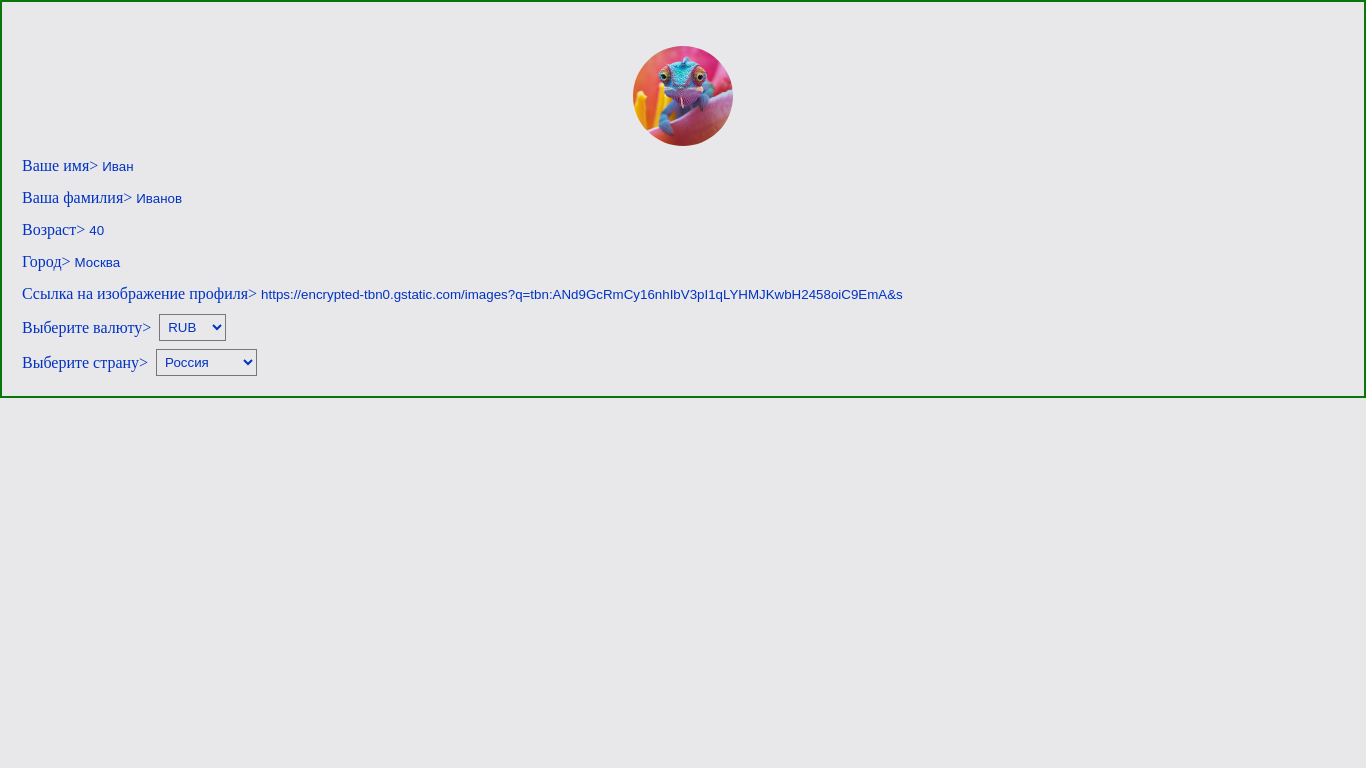 Ваше имя> Иван
Ваша фамилия> Иванов
Возраст> 40
Город> Москва
Ссылка на изображение профиля> https://encrypted-tbn0.gstatic.com/images?q=tbn:ANd9GcRmCy16nhIbV3pI1qLYHMJKwbH2458oiC9EmA&s
Выберите валюту> RUB
Выберите страну> Россия